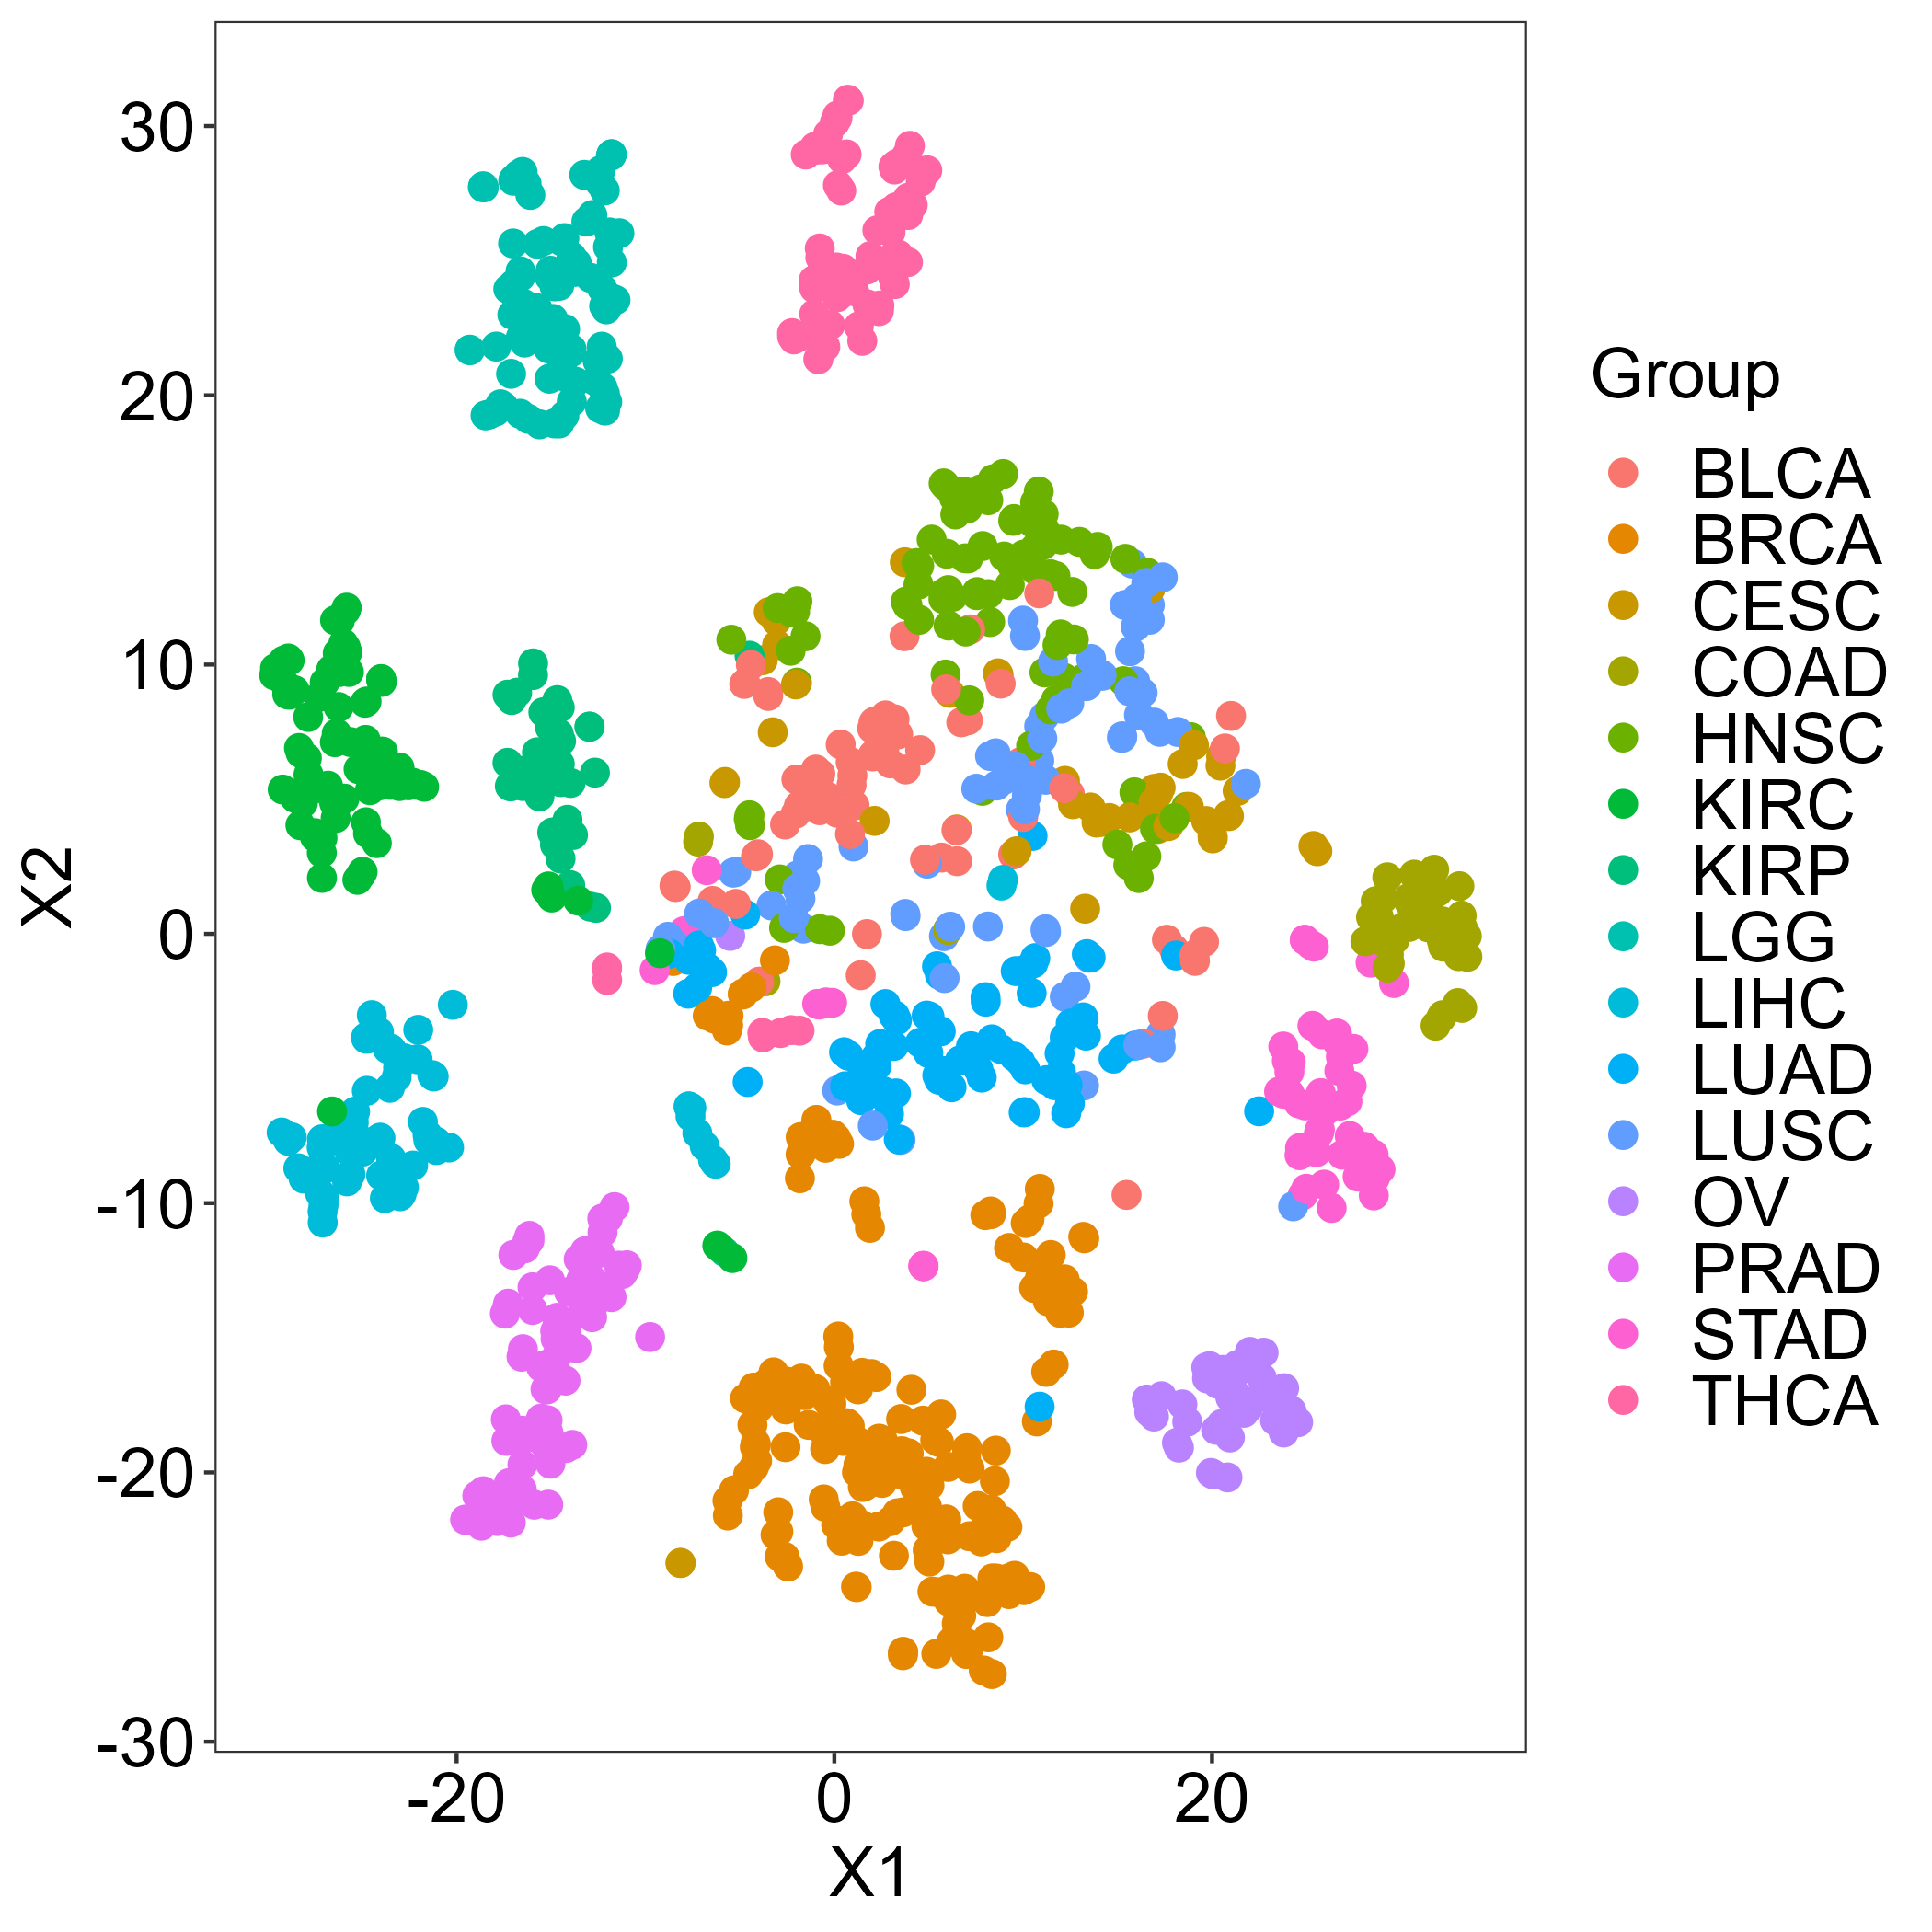 30
20
10
0
-10
-20
-30
X2
-20 0 20
X1
Group
BLCA
BRCA
CESC
COAD
HNSC
KIRC
KIRP
LGG
LIHC
LUAD
LUSC
OV
PRAD
STAD
THCA